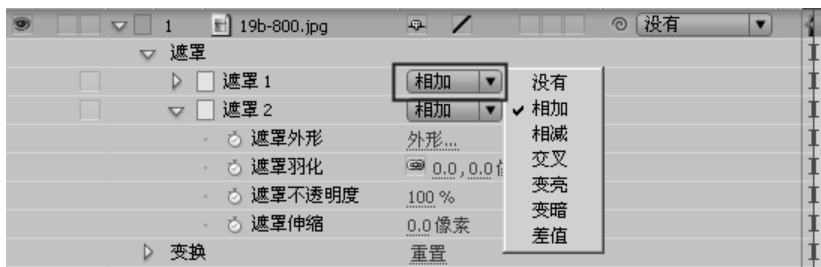 1 19b-800.jpg 没有
遮罩
遮罩 1 相加
遮罩 2 相加
遮罩外形 外形...
遮罩羽化 0.0,0.0
遮罩不透明度 100 %
遮罩伸缩 0.0 像素
变换 重置
没有
相加
相减
交叉
变亮
变暗
差值